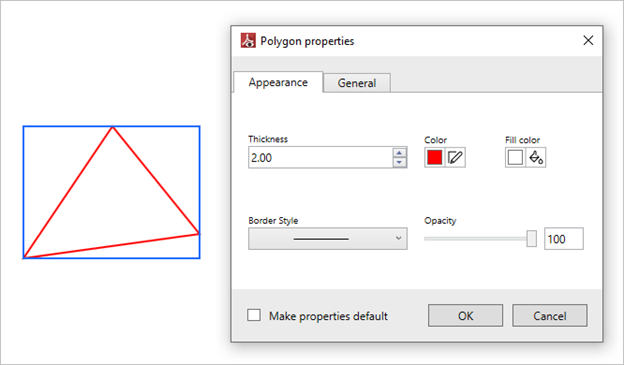 Polygon properties
Appearance
General
Thickness
Color
Fill color
2.00
Border Style
Opacity
100
Make properties default
OK
Cancel